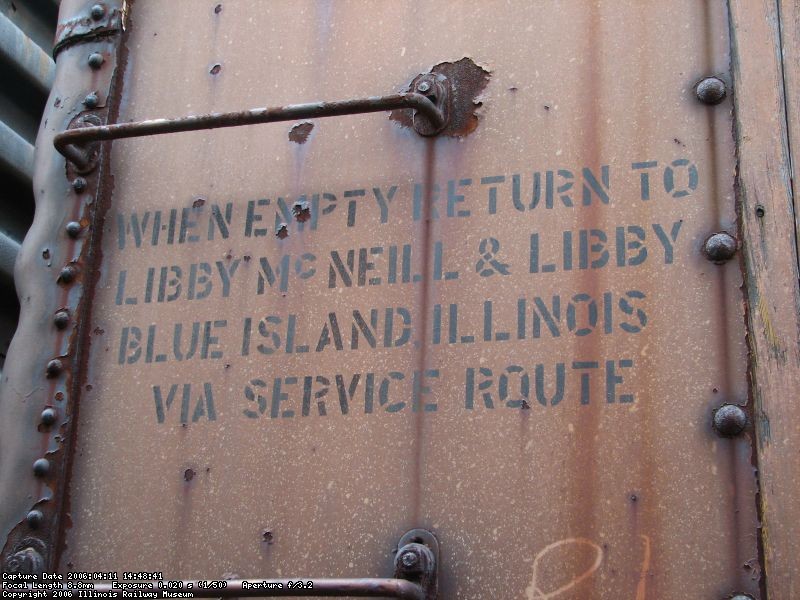 WHEN EMPTY RETURN TO
LIBBY MCNEILL & LIBBY
BLUE ISLAND, ILLINOIS
VIA SERVICE ROUTE
Capture Date 2006:04:11 14:48:41
Focal Length 8.8mm Exposure 0.020 s (1/50) Aperture f/3.2
Copyright 2006 Illinois Railway Museum